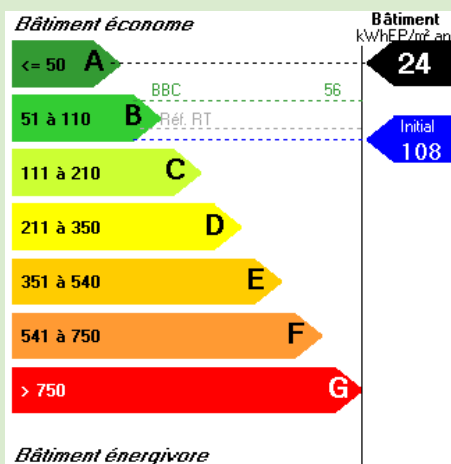 Bâtiment économe
Bâtiment
kWhEP/m² an
<= 50 A
24
BBC 56
51 à 110 B
Réf. RT
Initial
108
111 à 210 C
211 à 350 D
351 à 540 E
541 à 750 F
> 750 G
Bâtiment énergivore